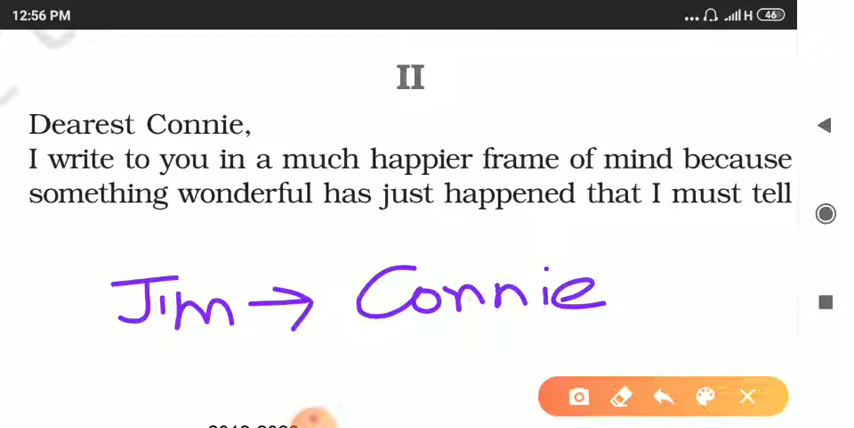 12:56 PM
H 46
II
Dearest Connie,
I write to you in a much happier frame of mind because
something wonderful has just happened that I must tell
Jim → Connie